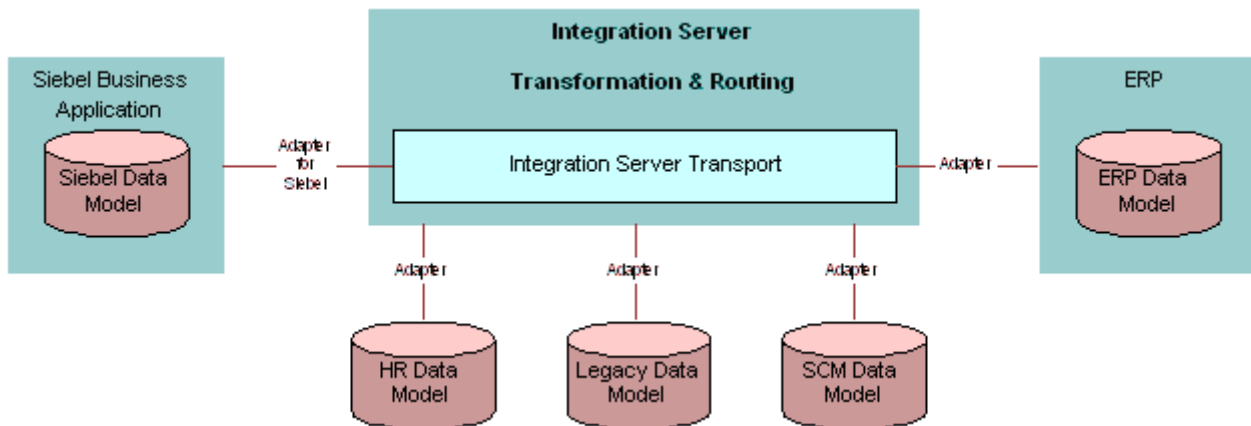 Integration Server
Transformation & Routing
Siebel Business
Application
Siebel Data
Model
Adapter
for
Siebel
Integration Server Transport
Adapter
ERP
ERP Data
Model
Adapter
Adapter
Adapter
HR Data
Model
Legacy Data
Model
SCM Data
Model